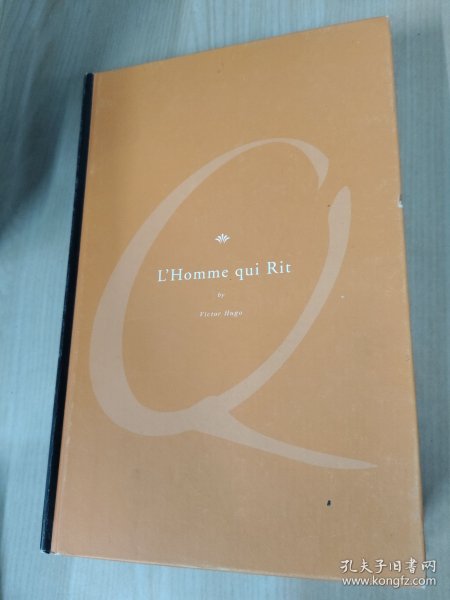 Q
L'Homme qui Rit
by
Victor Hugo
孔夫子旧书网
www.kongfz.com